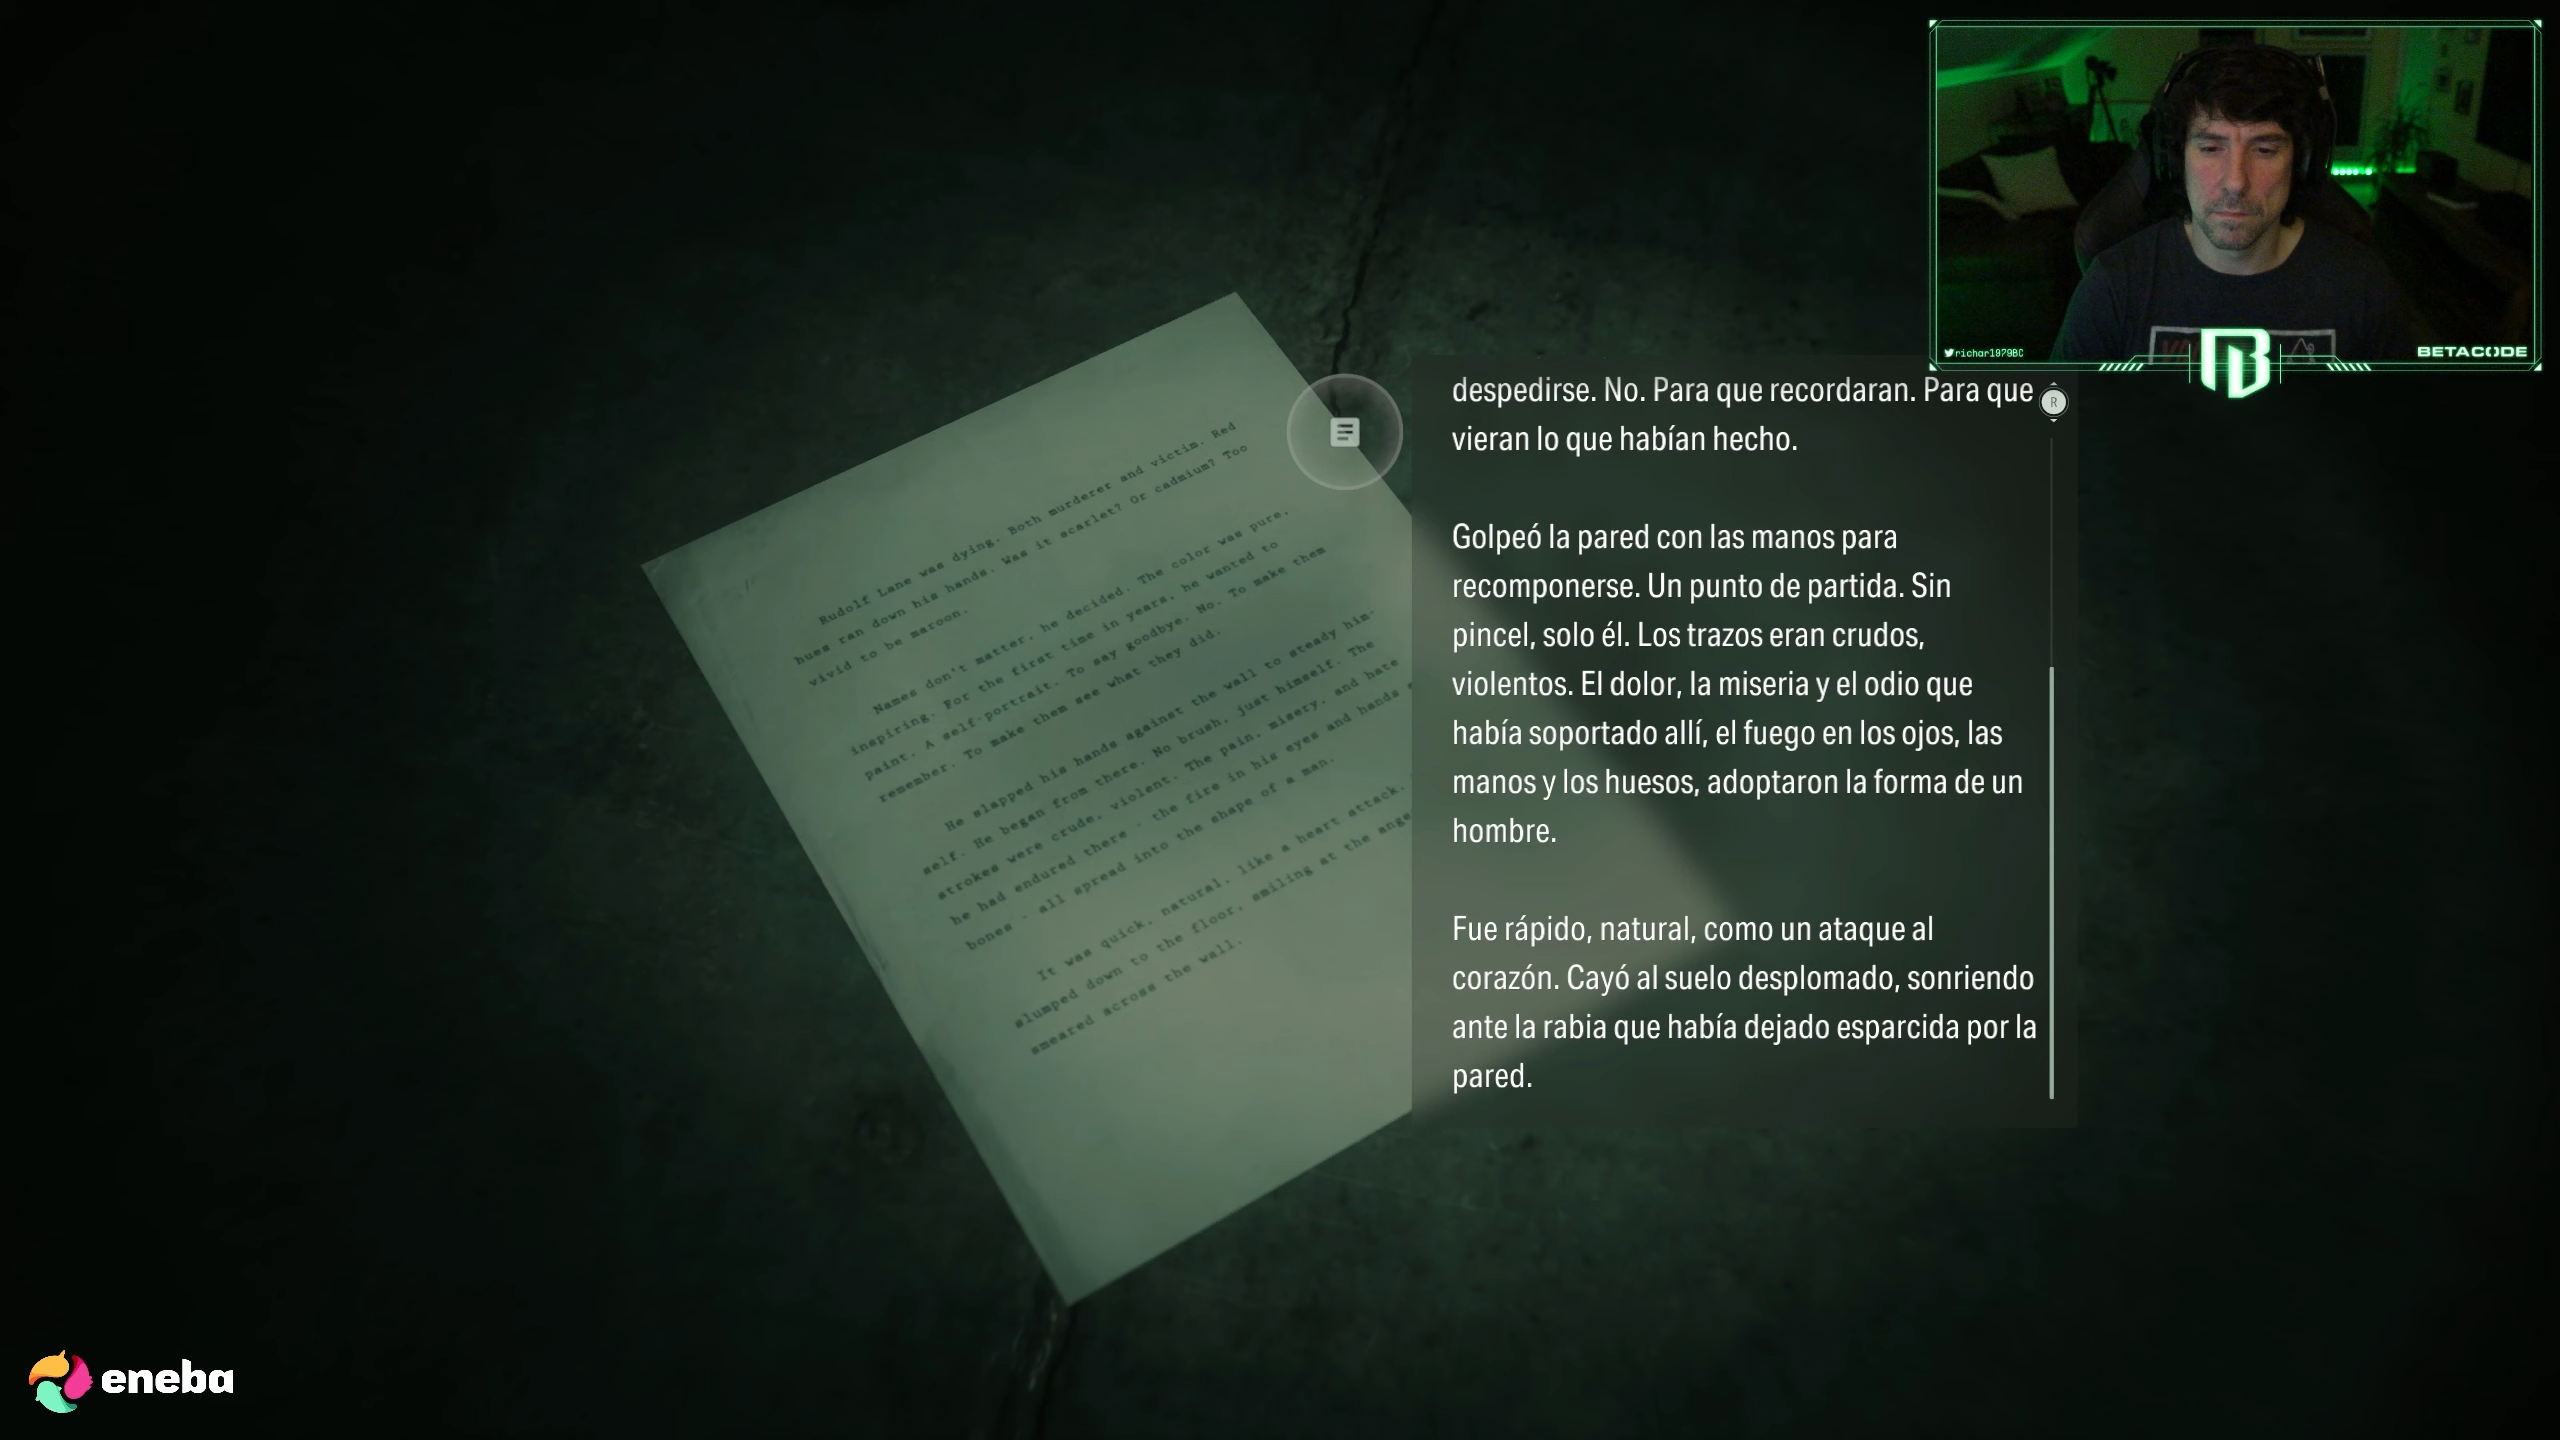 Rudolf Lane was dying. Both murderer and victim. Red
hues ran down his hands. Was it scarlet? Or cadmium? Too
vivid to be maroon.
Names don't matter, he decided. The color was pure,
inspiring. For the first time in years, he wanted to
paint. A self-portrait. To say goodbye. No. To make them
remember. To make them see what they did.
He slapped his hands against the wall to steady him-
self. He began from there. No brush, just himself. The
strokes were crude, violent. The pain, misery, and hate
he had endured there - the fire in his eyes and hands
bones - all spread into the shape of a man.
It was quick, natural, like a heart attack.
slumped down to the floor, smiling at the
smeared across the wall.
despedirse. No. Para que recordaran. Para que
vieran lo que habían hecho.
Golpeó la pared con las manos para
recomponerse. Un punto de partida. Sin
pincel, solo él. Los trazos eran crudos,
violentos. El dolor, la miseria y el odio que
había soportado allí, el fuego en los ojos, las
manos y los huesos, adoptaron la forma de un
hombre.
Fue rápido, natural, como un ataque al
corazón. Cayó al suelo desplomado, sonriendo
ante la rabia que había dejado esparcida por la
pared.
R
richar1979BC
BETACODE
eneba